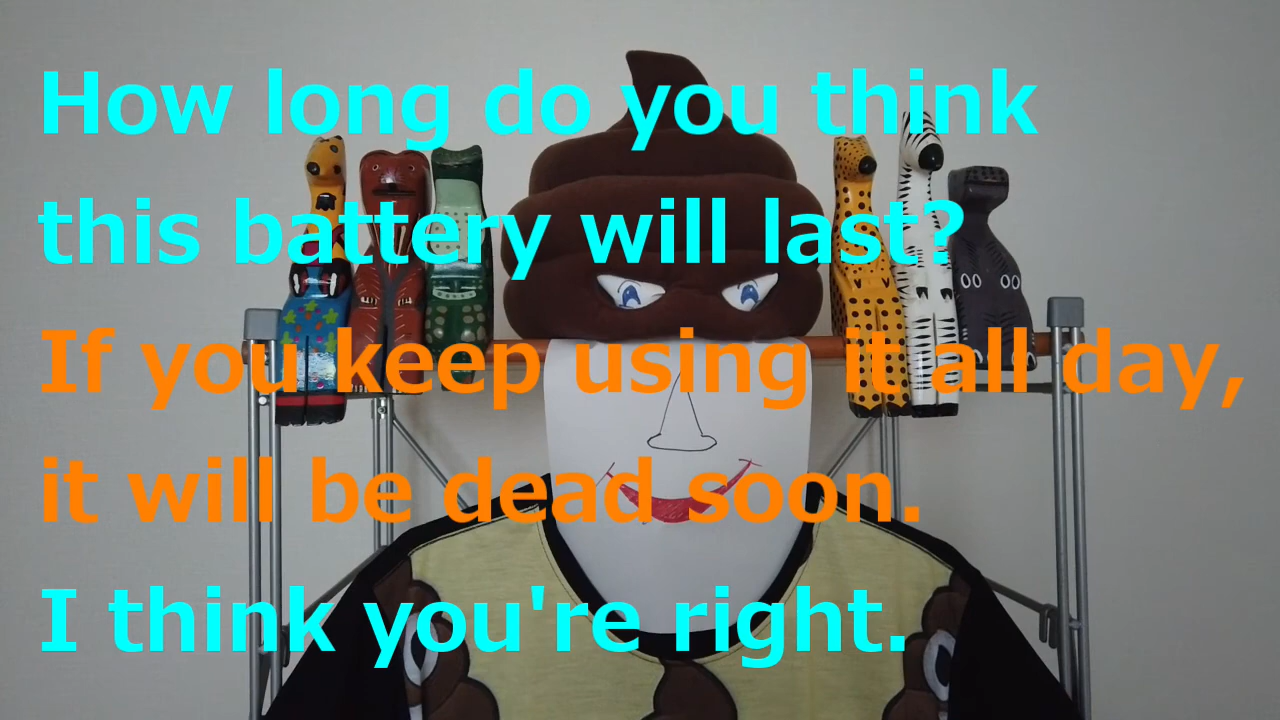 How long do you think
this battery will last?
If you keep using it all day,
it will be dead soon.
I think you're right.